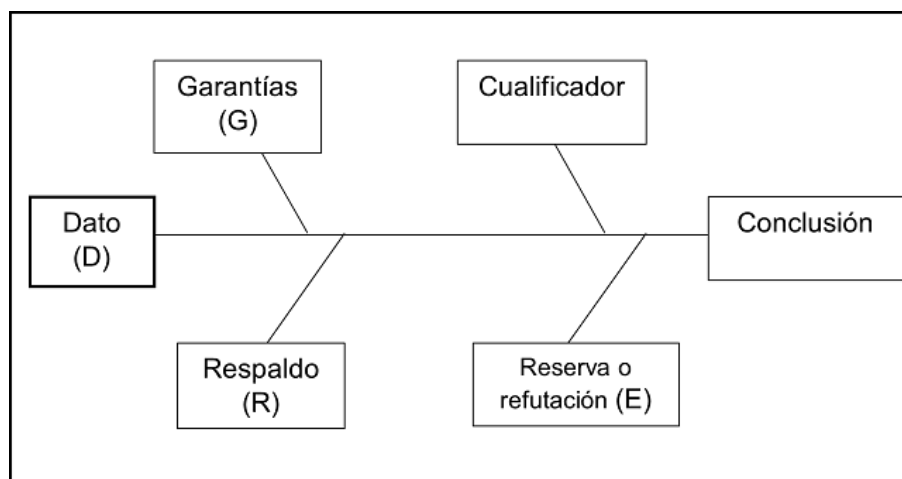 Garantías
(G)
Cualificador
Dato
(D)
Conclusión
Respaldo
(R)
Reserva o
refutación (E)